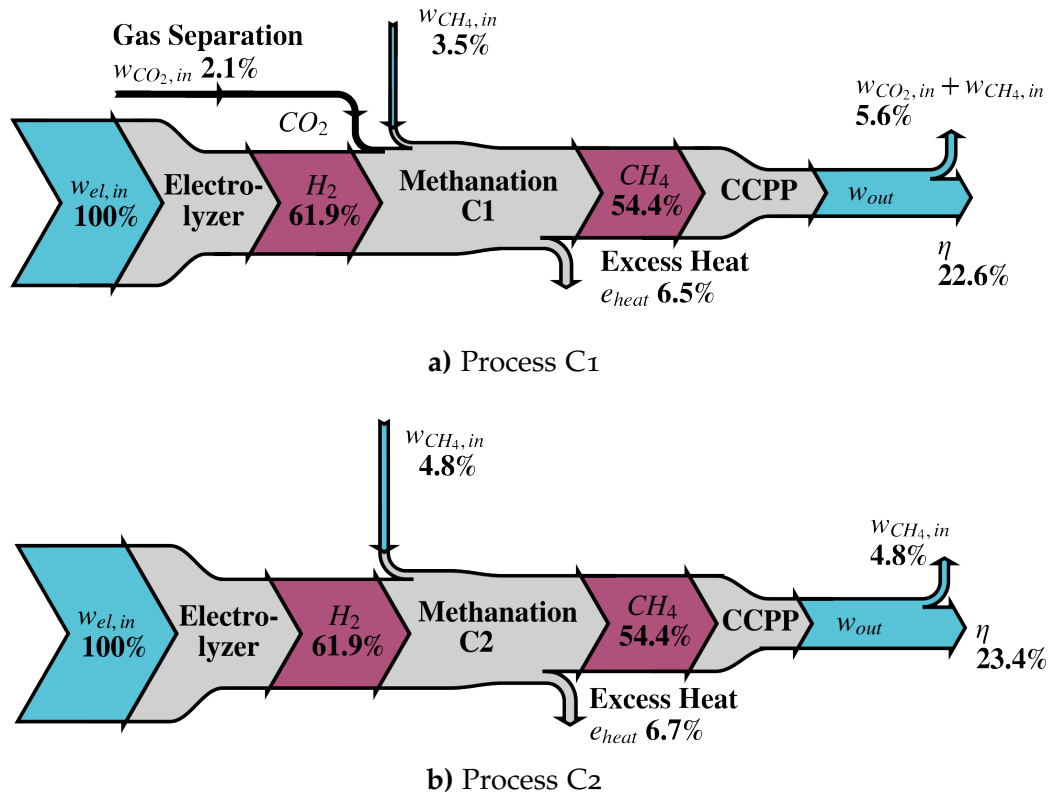 Gas Separation
w_{CO_2, in} 2.1%
w_{CH_4, in}
3.5%
w_{CO_2, in} + w_{CH_4, in}
5.6%
CO_2
w_{el, in}
100%
Electro-
lyzer
H_2
61.9%
Methanation
C1
CH_4
54.4%
CCPP
w_{out}
η
22.6%
Excess Heat
e_{heat} 6.5%
a) Process C1
w_{CH_4, in}
4.8%
w_{CH_4, in}
4.8%
w_{el, in}
100%
Electro-
lyzer
H_2
61.9%
Methanation
C2
CH_4
54.4%
CCPP
w_{out}
η
23.4%
Excess Heat
e_{heat} 6.7%
b) Process C2